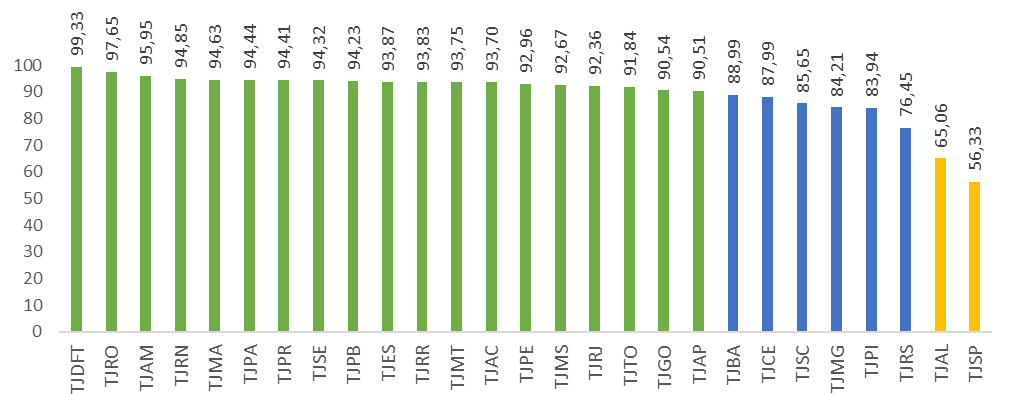 99,33
97,65
95,95
94,85
94,63
94,44
94,41
94,32
94,23
93,87
93,83
93,75
93,70
92,96
92,67
92,36
91,84
90,54
90,51
88,99
87,99
85,65
84,21
83,94
76,45
65,06
56,33
100
90
80
70
60
50
40
30
20
10
0
TJDFT
TJRO
TJAM
TJRN
TJMA
TJPA
TJPR
TJSE
TJPB
TJES
TJRR
TJMT
TJAC
TJPE
TJMS
TJRJ
TJTO
TJGO
TJAP
TJBA
TJCE
TJSC
TJMG
TJPI
TJRS
TJAL
TJSP